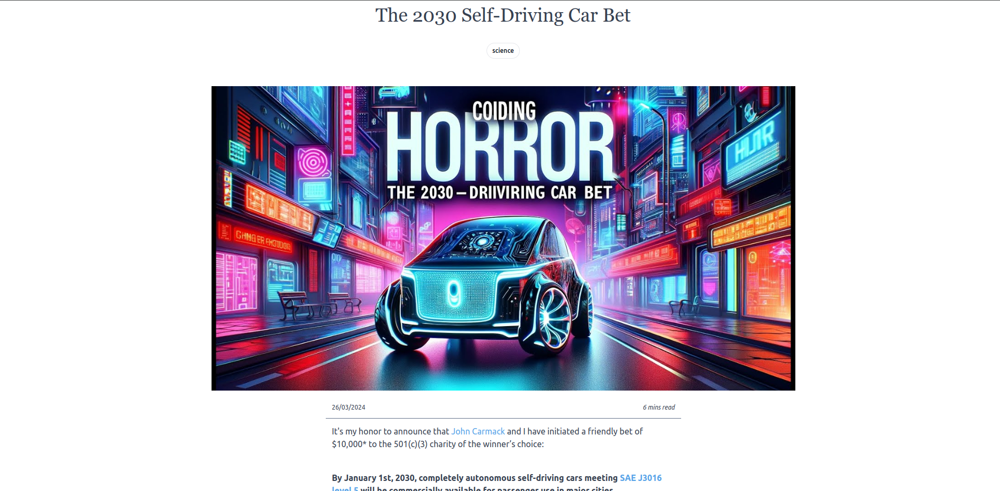 The 2030 Self-Driving Car Bet
science
COIDING
HORROR
THE 2030 – DRIIVIRING CAR BET
26/03/2024
6 mins read
It's my honor to announce that John Carmack and I have initiated a friendly bet of
$10,000* to the 501(c)(3) charity of the winner’s choice:
By January 1st, 2030, completely autonomous self-driving cars meeting SAE J3016
level 5 will be commercially available for passenger use in major cities.